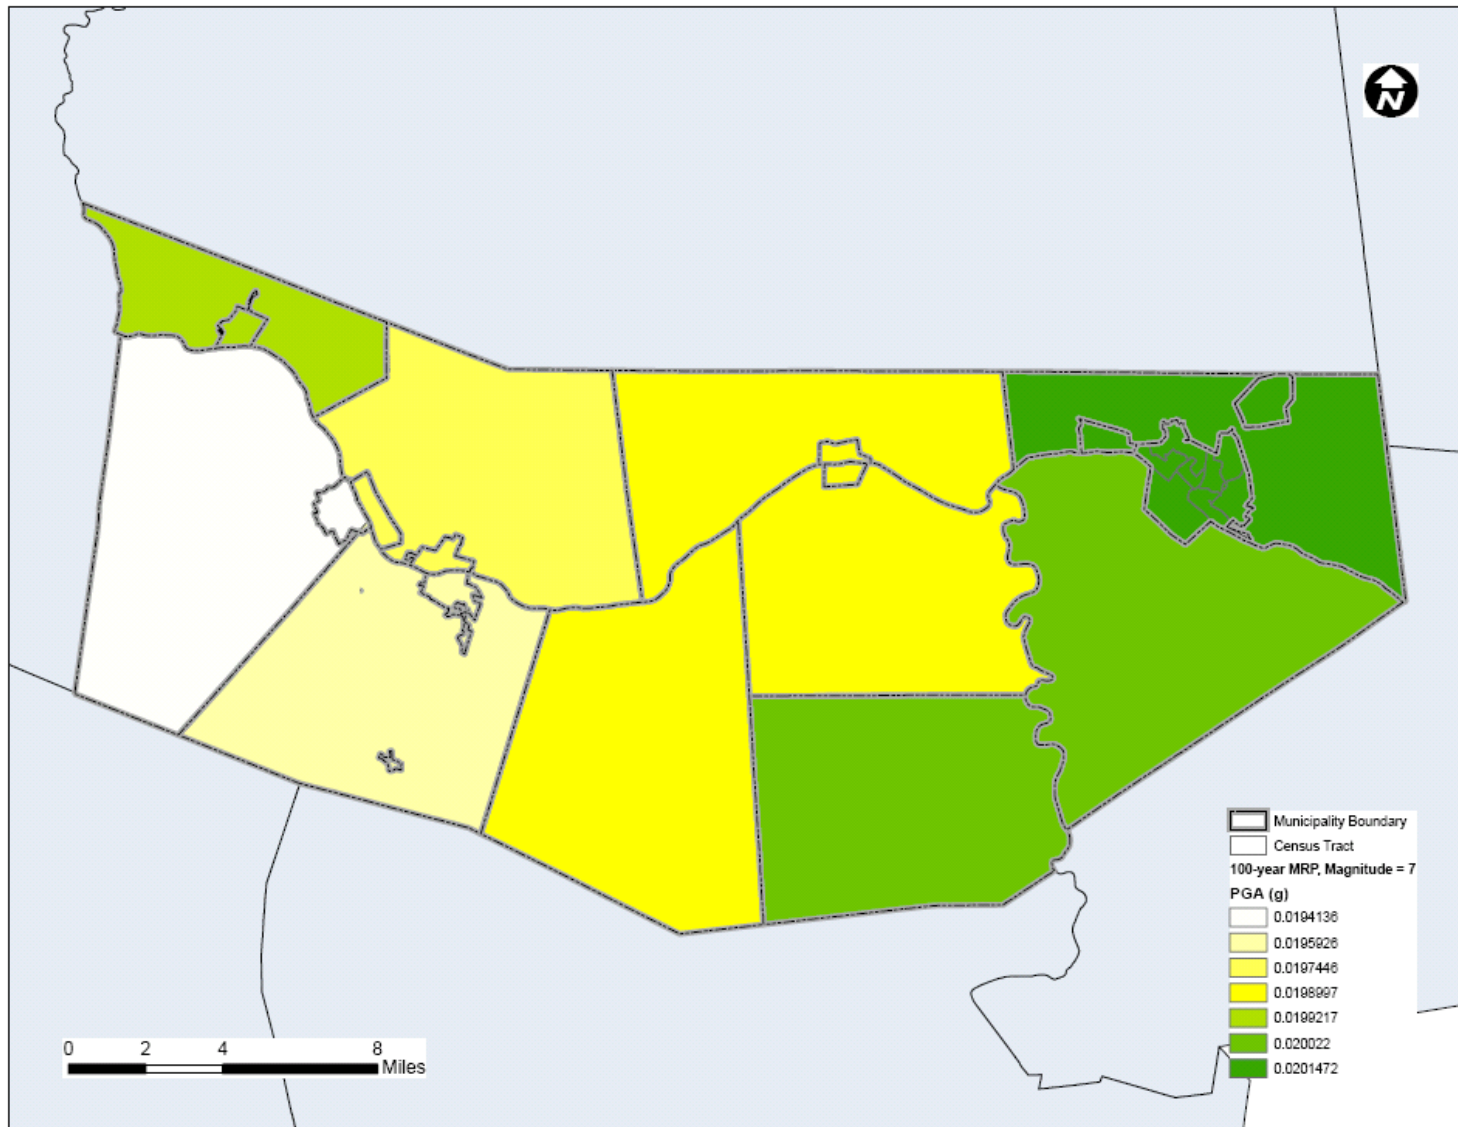 N
Municipality Boundary
Census Tract
100-year MRP, Magnitude = 7
PGA (g)
0.0194136
0.0195926
0.0197446
0.0198997
0.0199217
0.020022
0.0201472
0 2 4 8
Miles